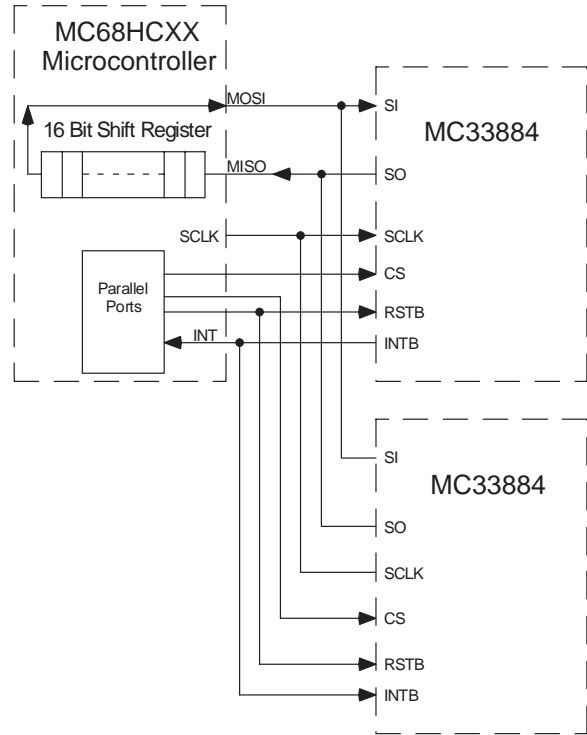 MC68HCXX
Microcontroller
MOSI
SI
16 Bit Shift Register
MC33884
MISO
SO
SCLK
SCLK
Parallel
Ports
CS
RSTB
INT
INTB
SI
MC33884
SO
SCLK
CS
RSTB
INTB